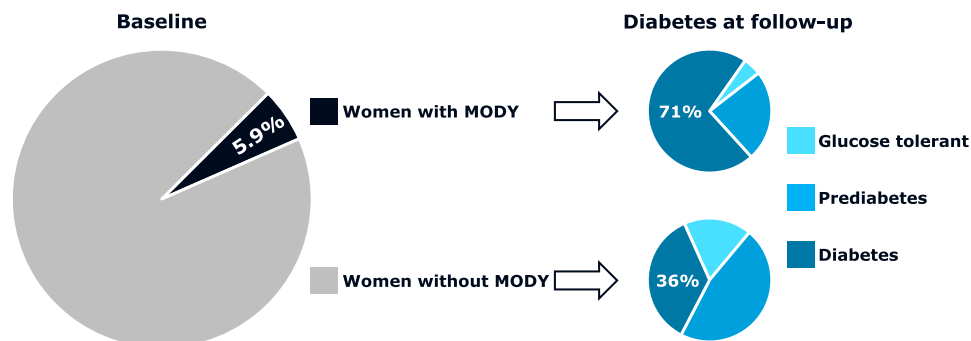 Baseline
Diabetes at follow-up
5.9%
Women with MODY
71%
Glucose tolerant
Prediabetes
Diabetes
Women without MODY
36%